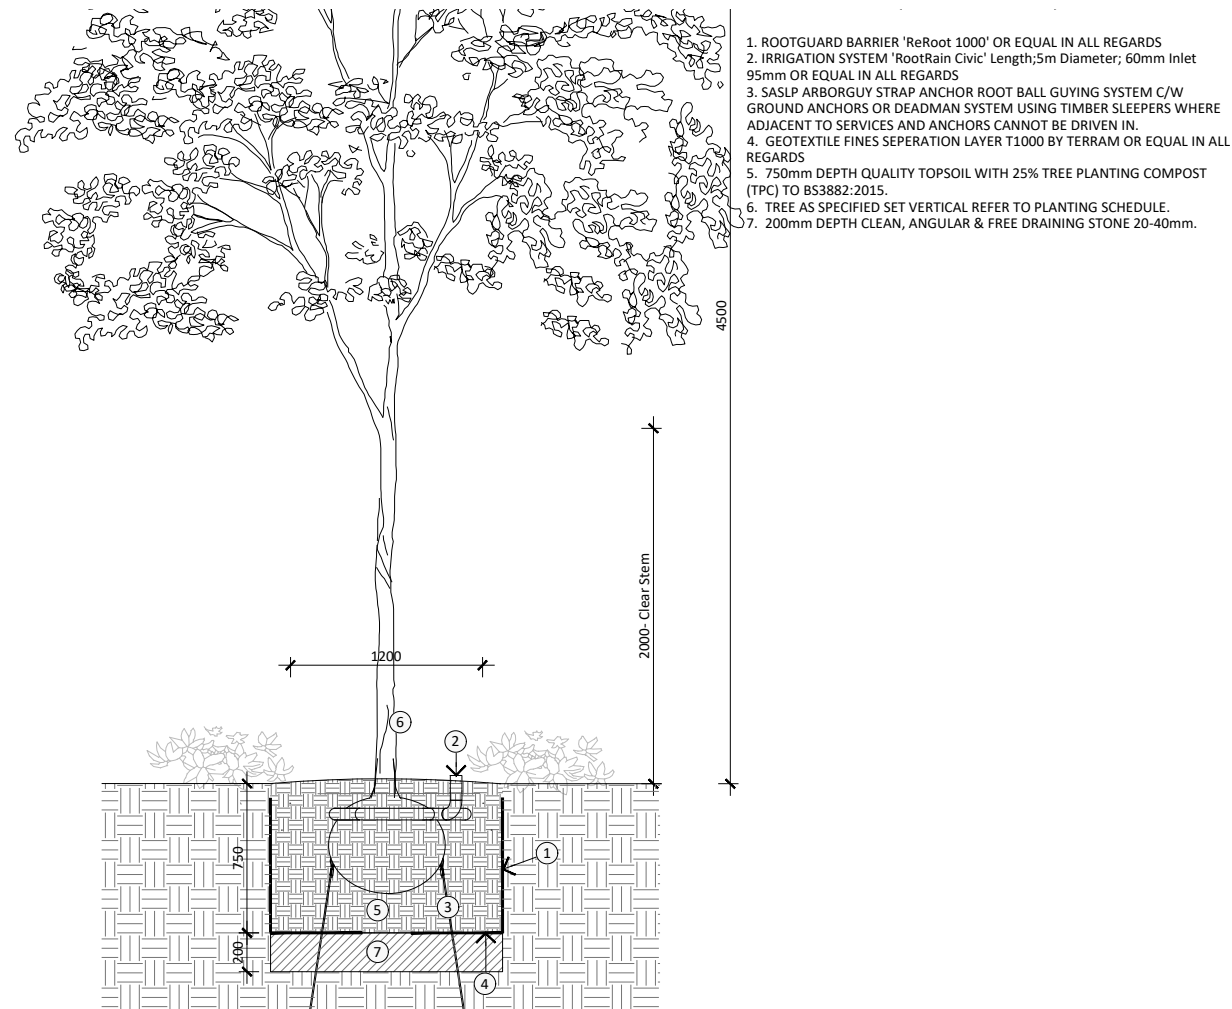 1. ROOTGUARD BARRIER 'ReRoot 1000' OR EQUAL IN ALL REGARDS
2. IRRIGATION SYSTEM 'RootRain Civic' Length;5m Diameter; 60mm Inlet
95mm OR EQUAL IN ALL REGARDS
3. SASLP ARBORGUY STRAP ANCHOR ROOT BALL GUYING SYSTEM C/W
GROUND ANCHORS OR DEADMAN SYSTEM USING TIMBER SLEEPERS WHERE
ADJACENT TO SERVICES AND ANCHORS CANNOT BE DRIVEN IN.
4. GEOTEXTILE FINES SEPERATION LAYER T1000 BY TERRAM OR EQUAL IN ALL
REGARDS
5. 750mm DEPTH QUALITY TOPSOIL WITH 25% TREE PLANTING COMPOST
(TPC) TO BS3882:2015.
6. TREE AS SPECIFIED SET VERTICAL REFER TO PLANTING SCHEDULE.
7. 200mm DEPTH CLEAN, ANGULAR & FREE DRAINING STONE 20-40mm.
4500
2000- Clear Stem
1200
6
2
750
1
5
3
200
7
4